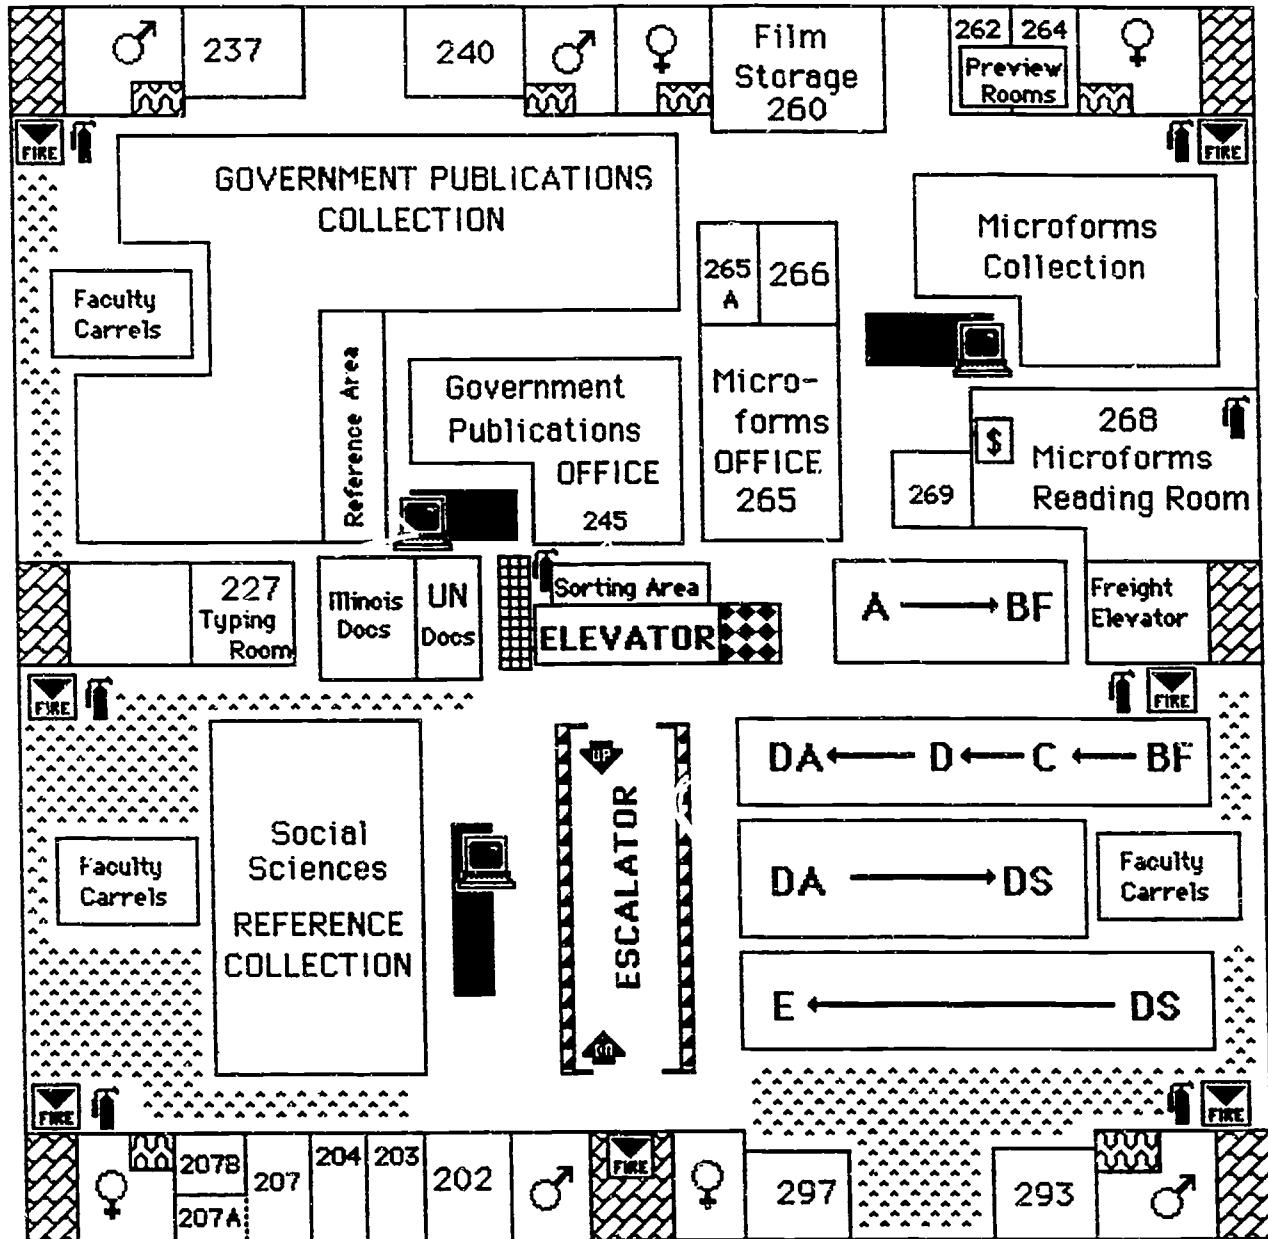 237
240
Film
Storage
260
262
264
Preview
Rooms
FIRE
FIRE
GOVERNMENT PUBLICATIONS
COLLECTION
Microforms
Collection
265
A
266
Faculty
Carrels
Reference Area
Government
Publications
OFFICE
245
Micro-
forms
OFFICE
265
$
268
Microforms
Reading Room
269
227
Typing
Room
Illinois
Docs
UN
Docs
Sorting Area
ELEVATOR
A BF
Freight
Elevator
FIRE
FIRE
UP
DA D C BF
ESCALATOR
Social
Sciences
REFERENCE
COLLECTION
Faculty
Carrels
DA DS
Faculty
Carrels
E DS
FIRE
FIRE
207B
207A
207
204
203
202
FIRE
297
293